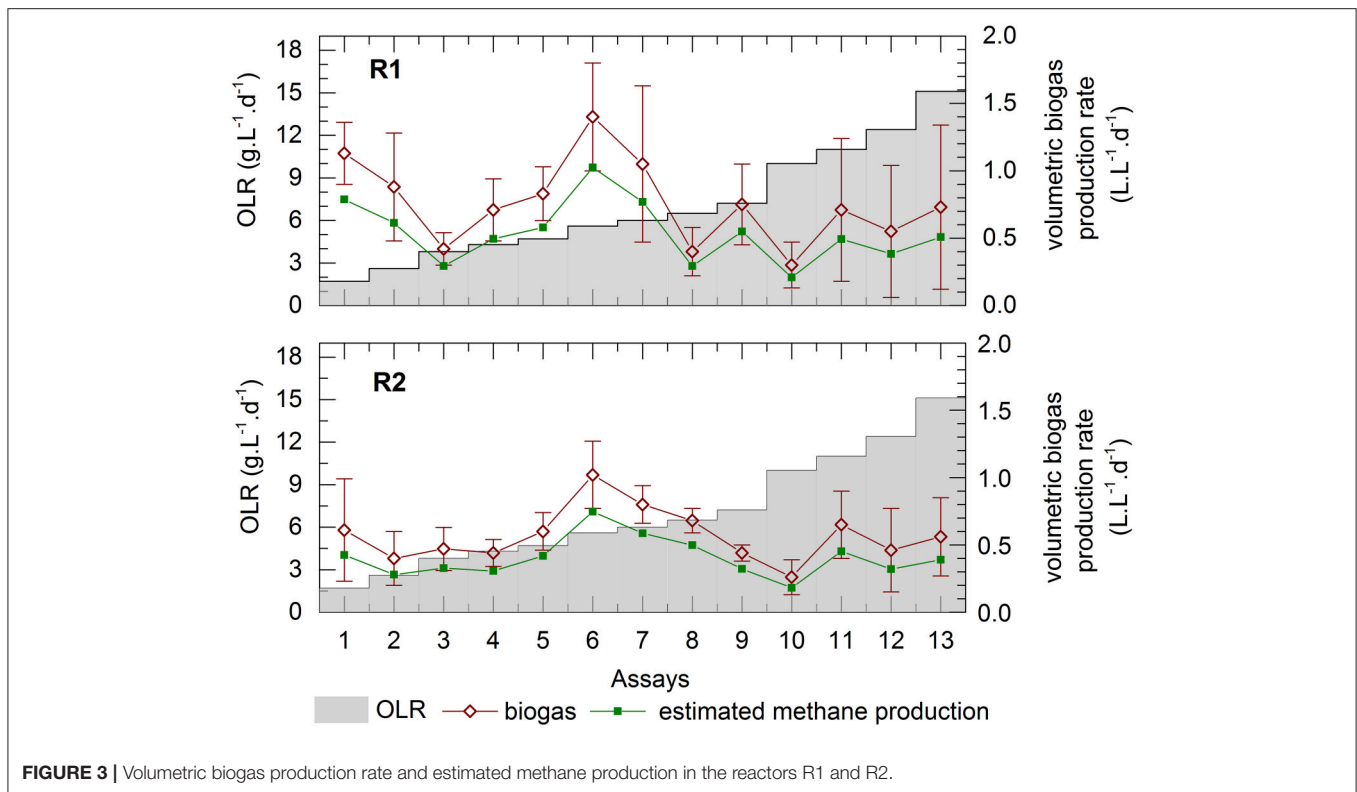 R1
OLR (g.L⁻¹.d⁻¹)
18
15
12
9
6
3
0
2.0
1.5
1.0
0.5
0.0
volumetric biogas
production rate
(L.L⁻¹.d⁻¹)
R2
OLR (g.L⁻¹.d⁻¹)
18
15
12
9
6
3
0
2.0
1.5
1.0
0.5
0.0
volumetric biogas
production rate
(L.L⁻¹.d⁻¹)
1 2 3 4 5 6 7 8 9 10 11 12 13
Assays
OLR biogas estimated methane production
FIGURE 3 | Volumetric biogas production rate and estimated methane production in the reactors R1 and R2.